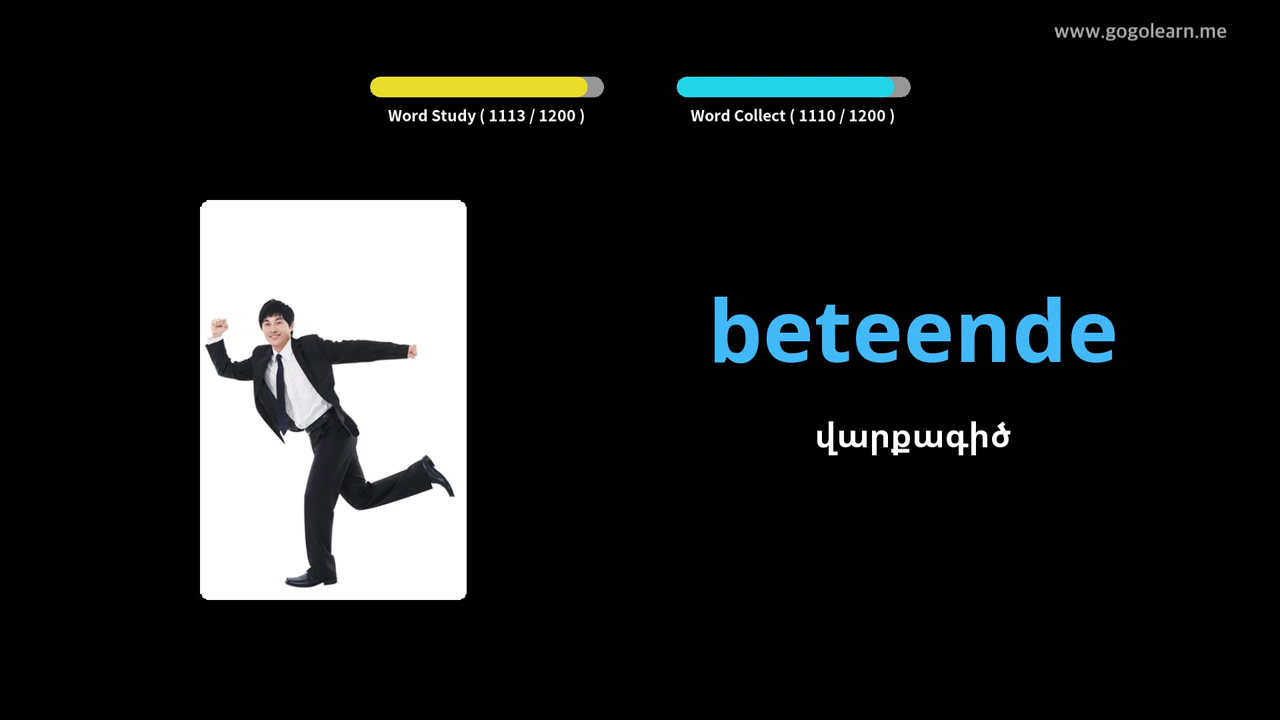 www.gogolearn.me
Word Study ( 1113 / 1200 )
Word Collect ( 1110 / 1200 )
beteende
վարքագիծ